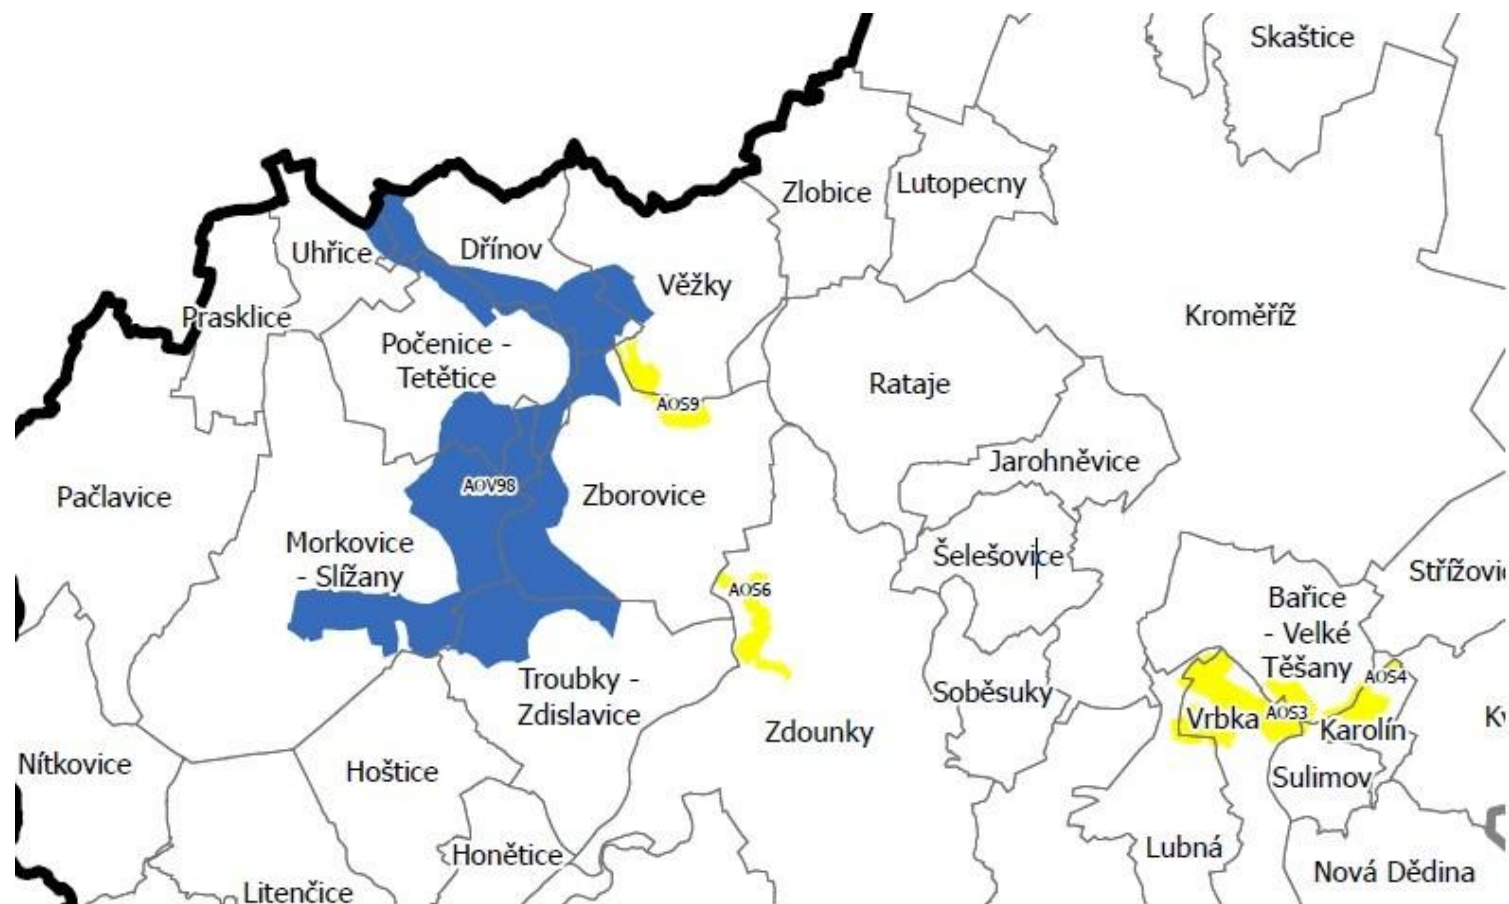 Skaštice
Zlobice
Lutopecny
Uhřice
Dřínov
Věžky
Prasklice
Kroměříž
Počenice -
Tetětice
Rataje
AOS9
Jarohněvice
Pačlavice
AOV98
Zborovice
Morkovice
- Slížany
Šelešovice
Střížovi
AOS6
Bařice
- Velké
Těšany
AOS4
Troubky -
Zdislavice
Soběsuky
Vrbka
AOS3
Karolín
Kv
Zdounky
Nítkovice
Hoštice
Sulimov
Honětice
Lubná
Nová Dědina
Litenčice